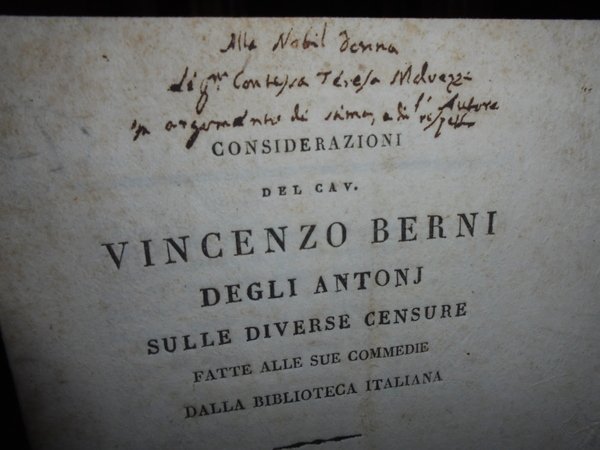 Alla Nobil Donna
Sig.ra Contessa Teresa Malvezzi
in argomento di stima, e di rispetto
l'Autore
CONSIDERAZIONI
DEL CAV.
VINCENZO BERNI
DEGLI ANTONJ
SULLE DIVERSE CENSURE
FATTE ALLE SUE COMMEDIE
DALLA BIBLIOTECA ITALIANA